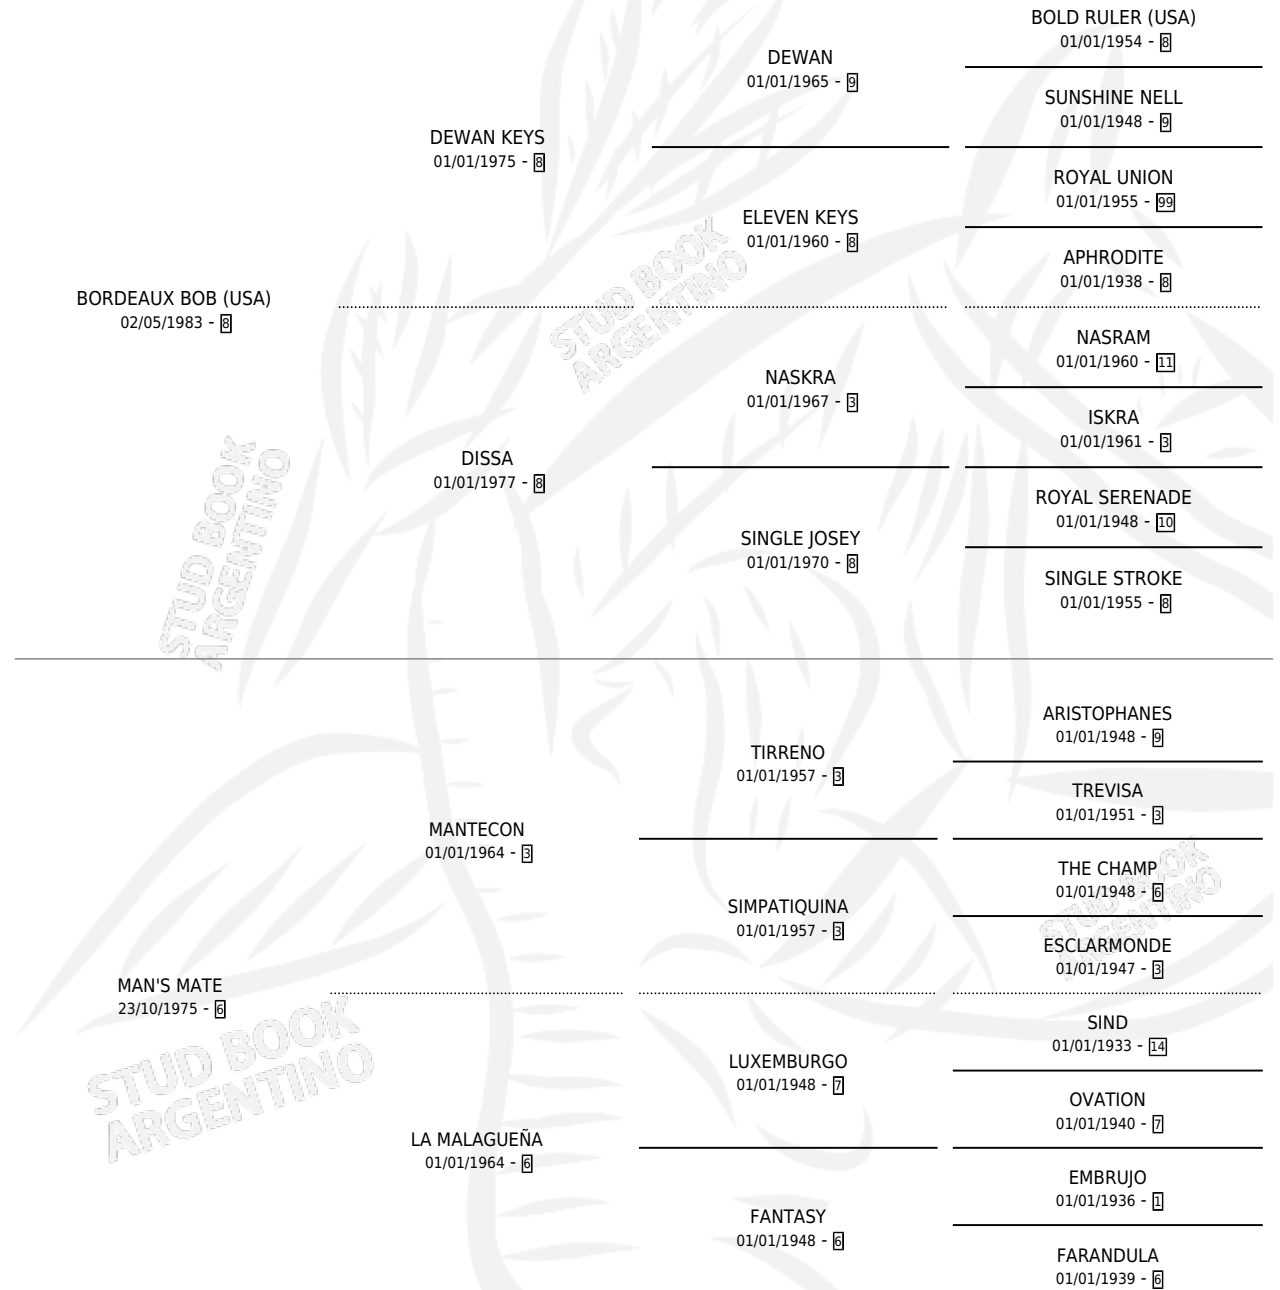 BOLD RULER (USA)
01/01/1954 - 8
DEWAN
01/01/1965 - 9
SUNSHINE NELL
01/01/1948 - 9
DEWAN KEYS
01/01/1975 - 8
ROYAL UNION
01/01/1955 - 99
ELEVEN KEYS
01/01/1960 - 8
APHRODITE
01/01/1938 - 8
BORDEAUX BOB (USA)
02/05/1983 - 8
STUD BOOK
ARGENTINO
NASRAM
01/01/1960 - 11
NASKRA
01/01/1967 - 3
ISKRA
01/01/1961 - 3
DISSA
01/01/1977 - 8
ROYAL SERENADE
01/01/1948 - 10
SINGLE JOSEY
01/01/1970 - 8
SINGLE STROKE
01/01/1955 - 8
STUD BOOK
ARGENTINO
ARISTOPHANES
01/01/1948 - 9
TIRRENO
01/01/1957 - 3
TREVISA
01/01/1951 - 3
MANTECON
01/01/1964 - 3
THE CHAMP
01/01/1948 - 6
SIMPATIQUINA
01/01/1957 - 3
ESCLARMONDE
01/01/1947 - 3
STUD BOOK
ARGENTINO
MAN'S MATE
23/10/1975 - 6
SIND
01/01/1933 - 14
LUXEMBURGO
01/01/1948 - 7
OVATION
01/01/1940 - 7
STUD BOOK
ARGENTINO
LA MALAGUEÑA
01/01/1964 - 6
EMBRUJO
01/01/1936 - 1
FANTASY
01/01/1948 - 6
FARANDULA
01/01/1939 - 6